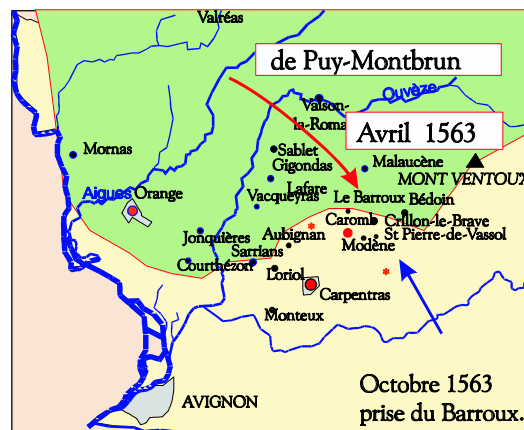 Valréas
de Puy-Montbrun
Ouvèze
Vaison-
la-Roma
Avril 1563
Mornas
Sablet
Gigondas
Malaucène
MONT VENTOUX
Lafare
Aigues
Orange
Vacqueyras
Le Barroux
Bédoin
Caromb
Crillon-le-Brave
Jonquières
Aubignan
St Pierre-de-Vassol
Sarrians
Modène
Courthézon
Loriol
Carpentras
Monteux
Octobre 1563
AVIGNON
prise du Barroux.